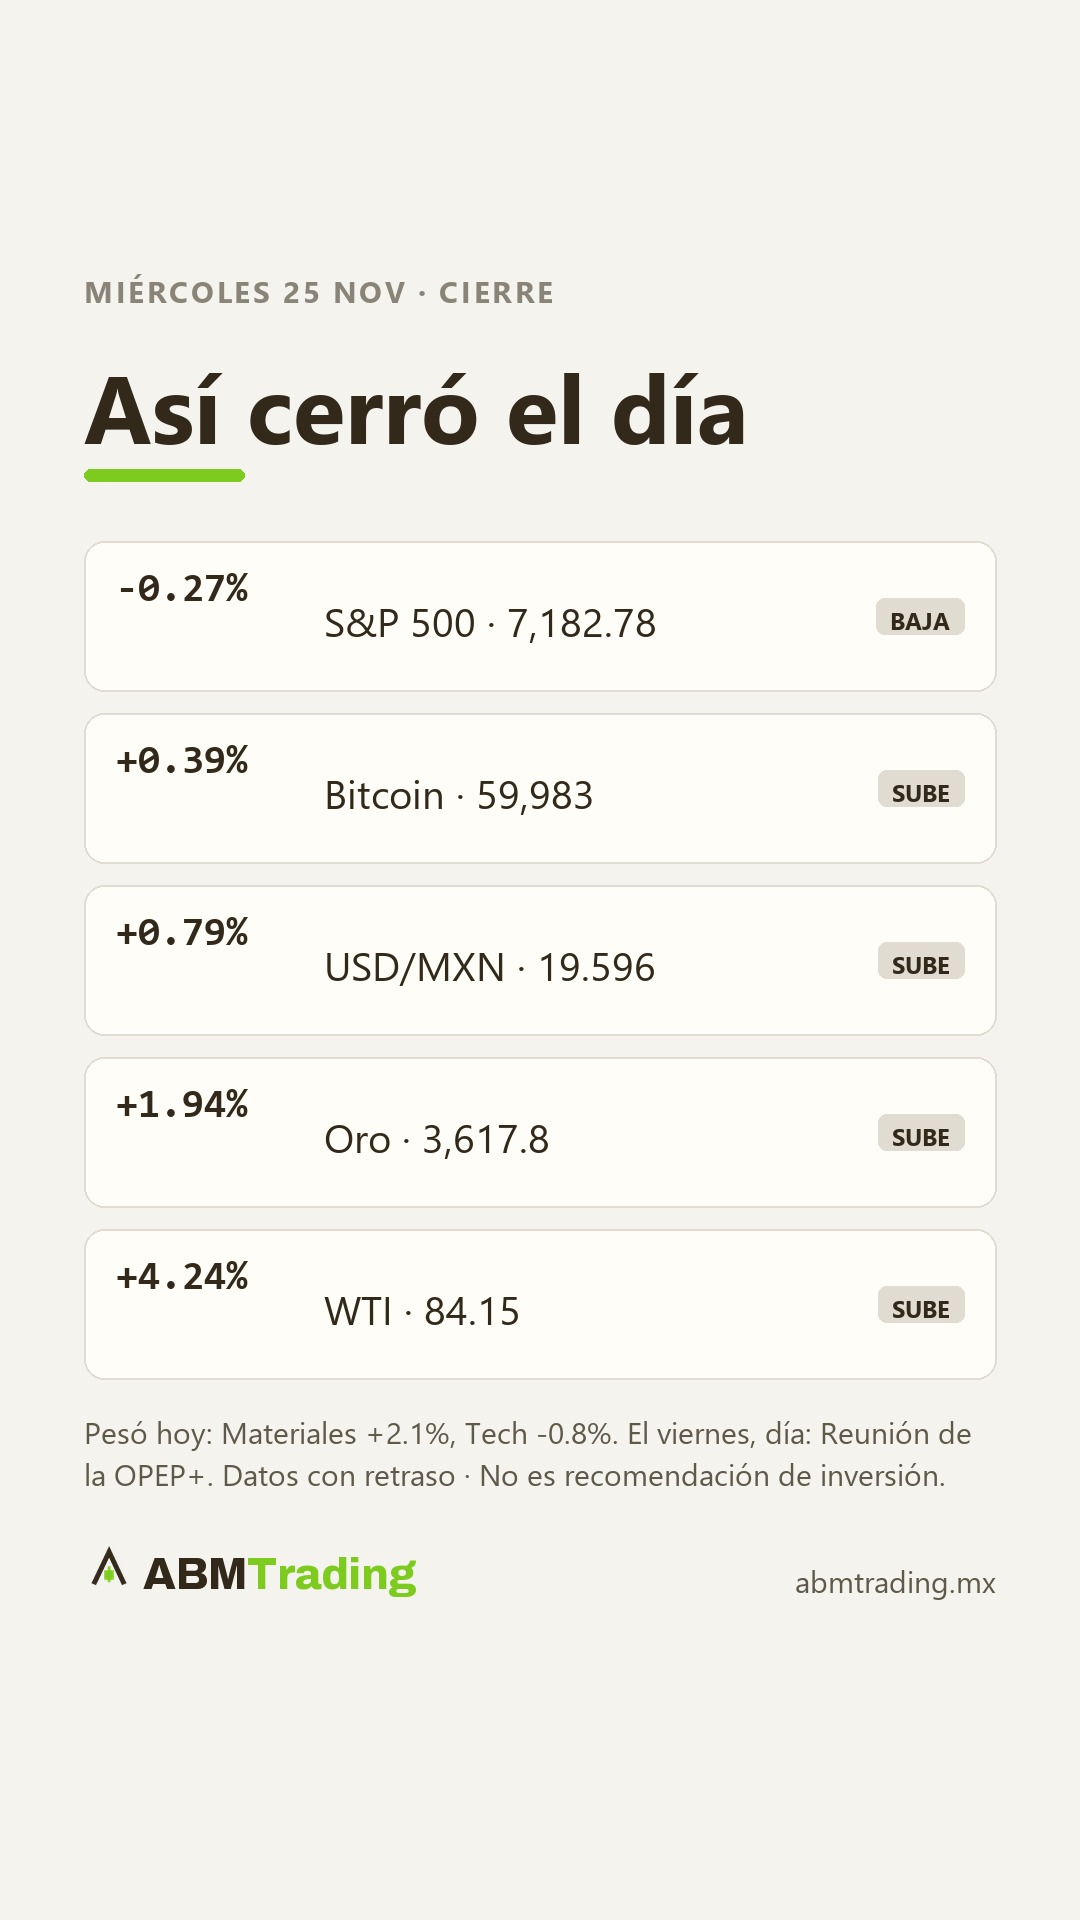 MIÉRCOLES 25 NOV · CIERRE
Así cerró el día
-0.27%
S&P 500 · 7,182.78
BAJA
+0.39%
Bitcoin · 59,983
SUBE
+0.79%
USD/MXN · 19.596
SUBE
+1.94%
Oro · 3,617.8
SUBE
+4.24%
WTI · 84.15
SUBE
Pesó hoy: Materiales +2.1%, Tech -0.8%. El viernes, día: Reunión de
la OPEP+. Datos con retraso · No es recomendación de inversión.
ABMTrading
abmtrading.mx